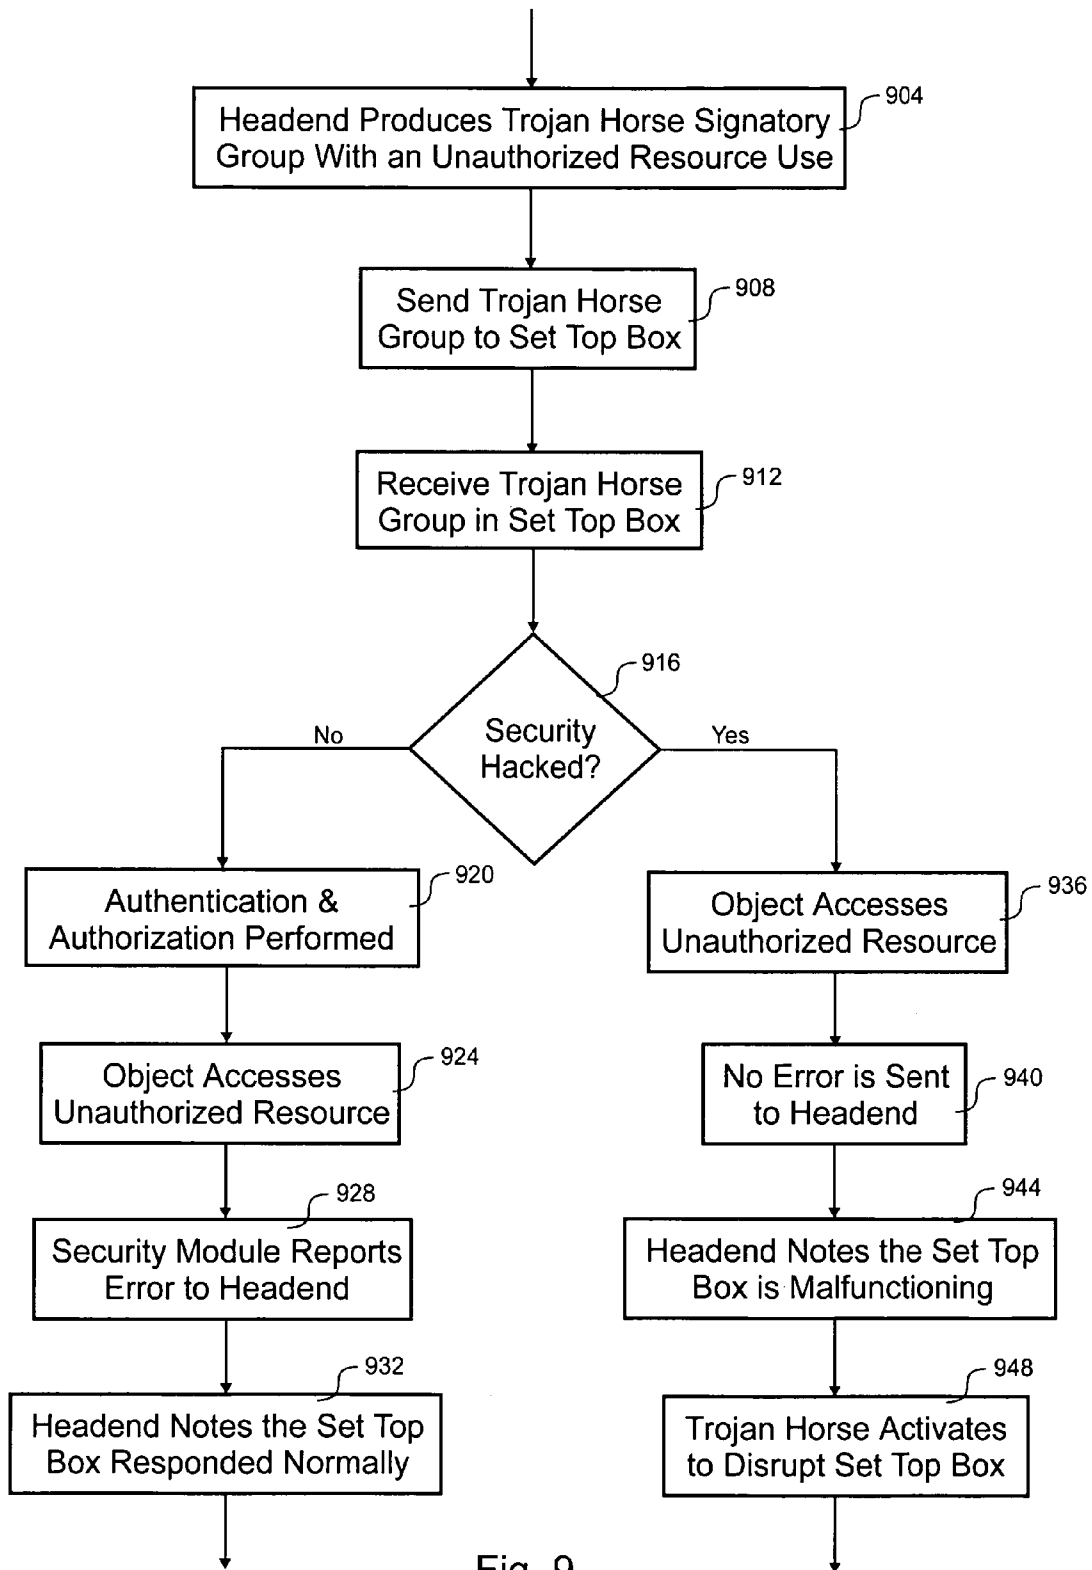 904
Headend Produces Trojan Horse Signatory
Group With an Unauthorized Resource Use
908
Send Trojan Horse
Group to Set Top Box
912
Receive Trojan Horse
Group in Set Top Box
916
Security
Hacked?
No
Yes
920
Authentication &
Authorization Performed
936
Object Accesses
Unauthorized Resource
924
Object Accesses
Unauthorized Resource
940
No Error is Sent
to Headend
928
Security Module Reports
Error to Headend
944
Headend Notes the Set Top
Box is Malfunctioning
932
Headend Notes the Set Top
Box Responded Normally
948
Trojan Horse Activates
to Disrupt Set Top Box
Fig. 9